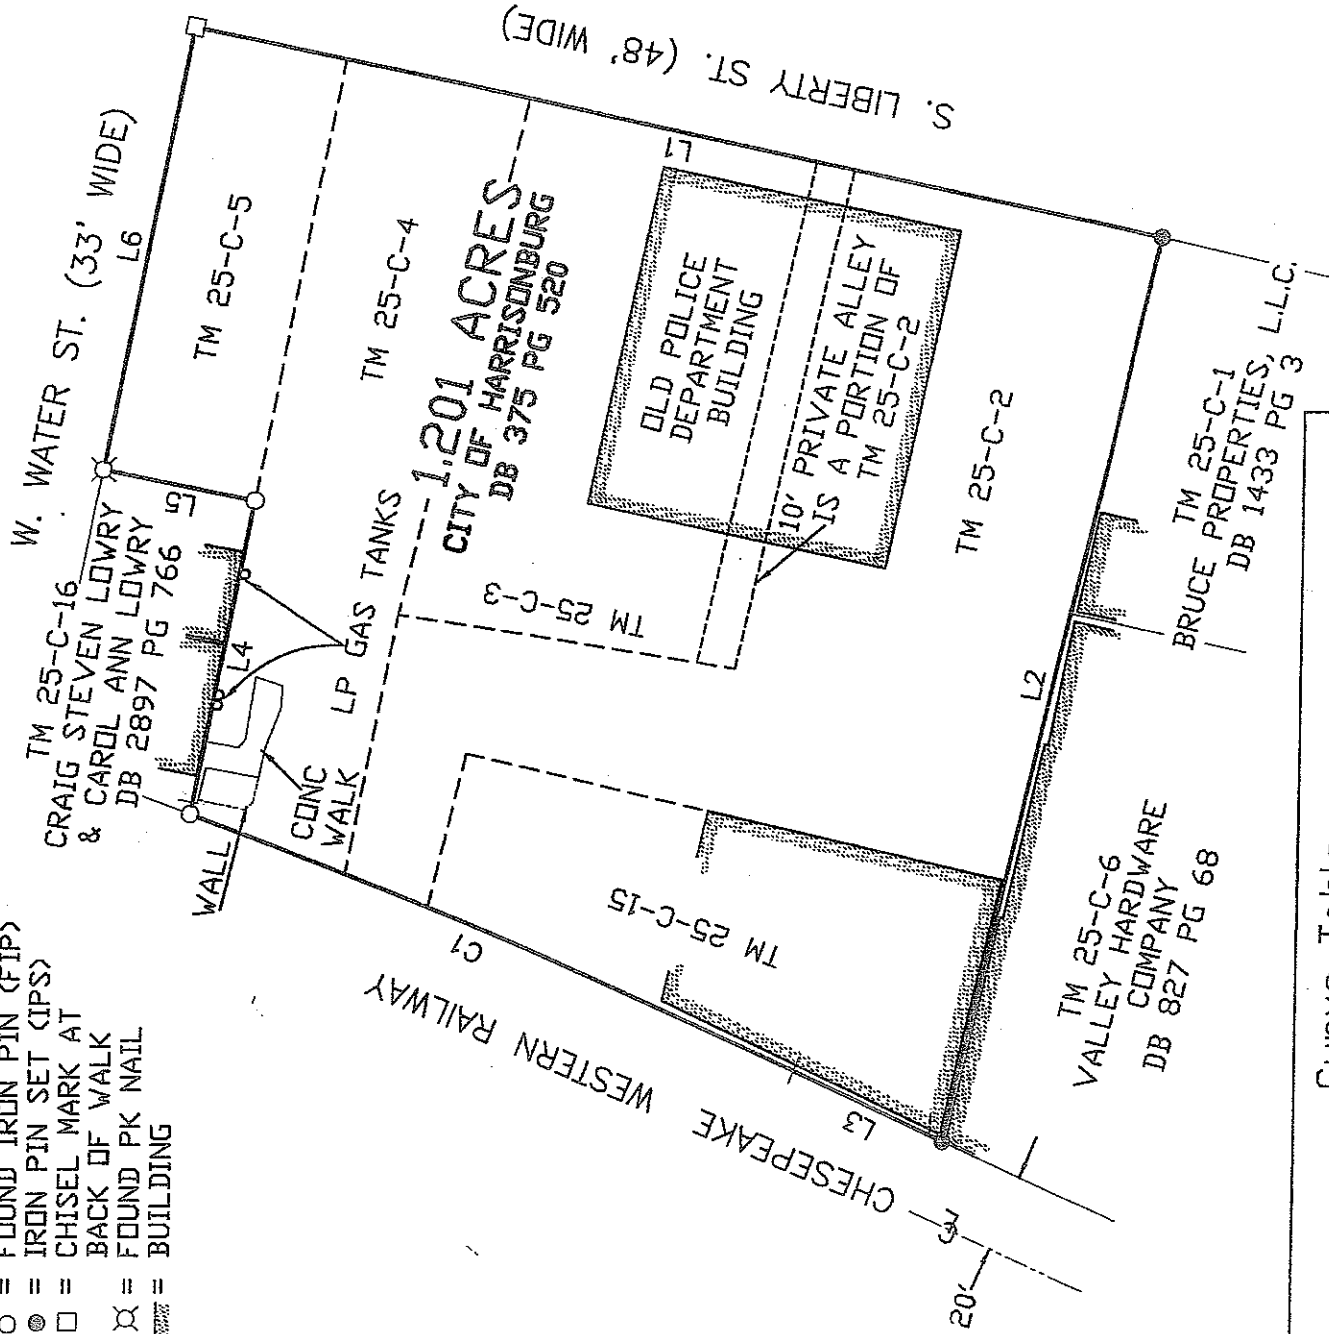 S. LIBERTY ST. (48' WIDE)
W. WATER ST. (33' WIDE)
L6
TM 25-C-5
TM 25-C-4
1.201 ACRES
CITY OF HARRISONBURG
DB 375 PG 520
L1
OLD POLICE
DEPARTMENT
BUILDING
10' PRIVATE ALLEY
IS A PORTION OF
TM 25-C-2
TM 25-C-2
TM 25-C-3
L5
TM 25-C-16
CRAIG STEVEN LOWRY
& CAROL ANN LOWRY
DB 2897 PG 766
L4
LP GAS TANKS
CONC
WALK
WALL
C1
TM 25-C-15
CHESEPEAKE WESTERN RAILWAY
L3
L2
TM 25-C-1
BRUCE PROPERTIES, L.L.C.
DB 1433 PG 3
TM 25-C-6
VALLEY HARDWARE
COMPANY
DB 827 PG 68
20'
= FOUND IRON PIN (FIP)
= IRON PIN SET (IPS)
= CHISEL MARK AT
BACK OF WALK
= FOUND PK NAIL
= BUILDING